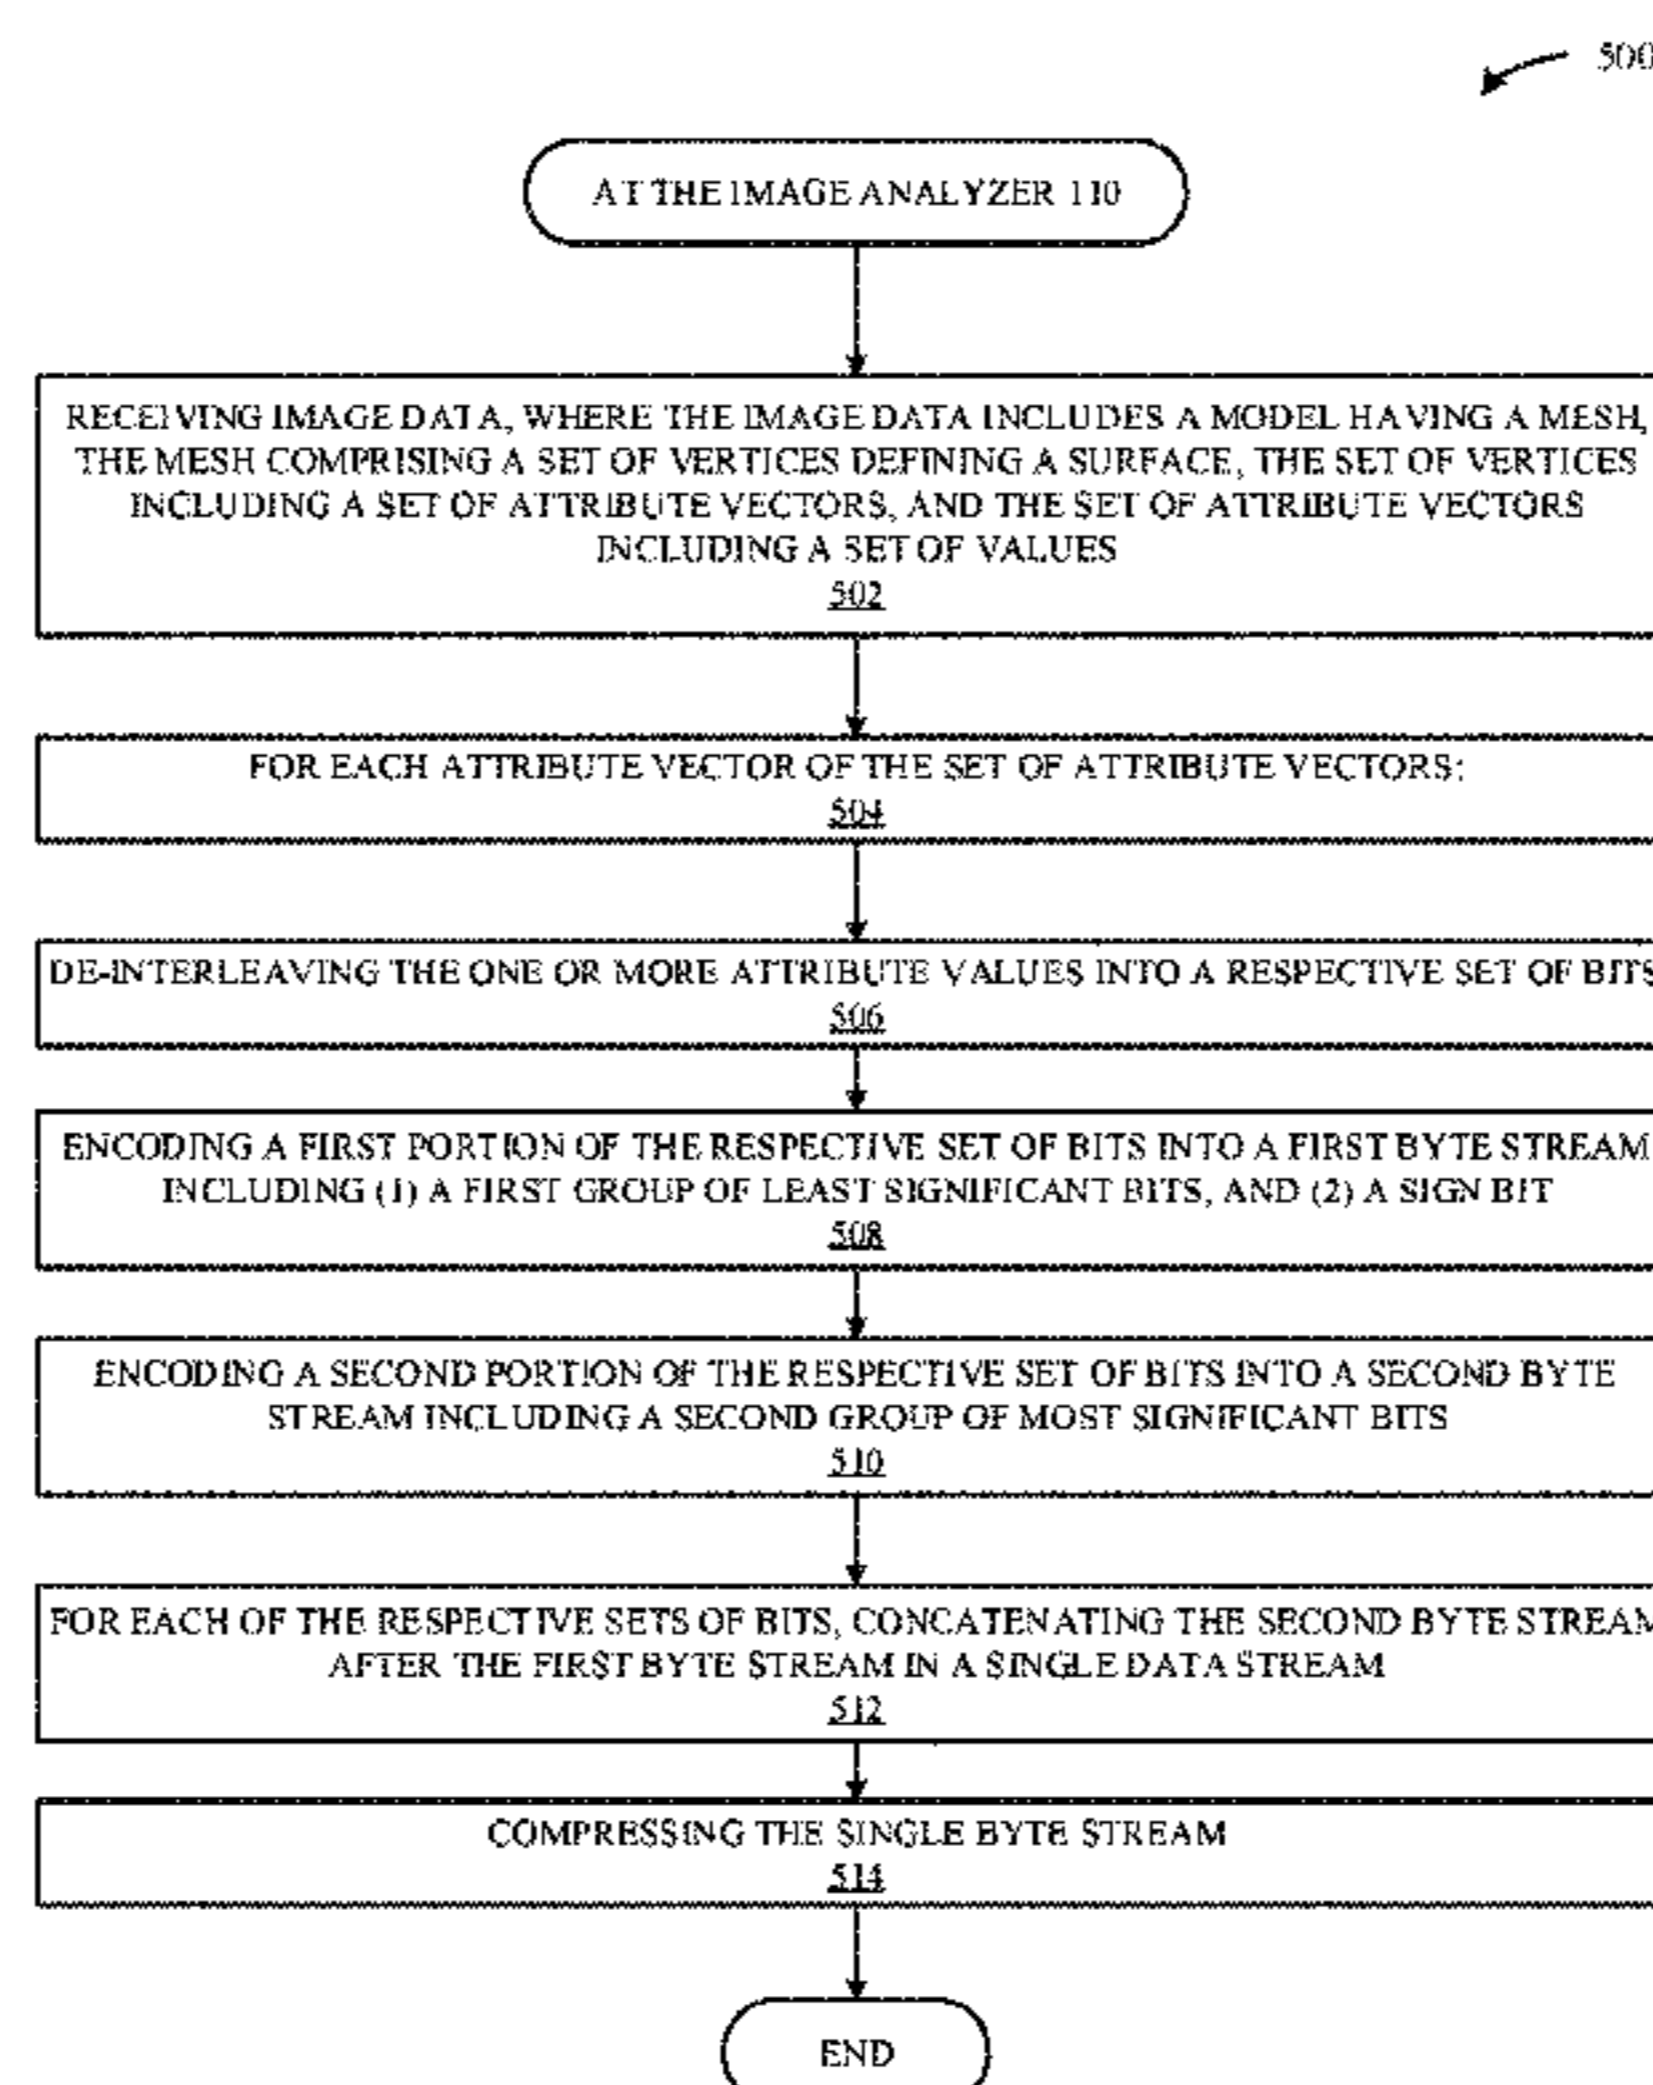 500
AT THE IMAGE ANALYZER 110
RECEIVING IMAGE DATA, WHERE THE IMAGE DATA INCLUDES A MODEL HAVING A MESH,
THE MESH COMPRISING A SET OF VERTICES DEFINING A SURFACE, THE SET OF VERTICES
INCLUDING A SET OF ATTRIBUTE VECTORS, AND THE SET OF ATTRIBUTE VECTORS
INCLUDING A SET OF VALUES
502
FOR EACH ATTRIBUTE VECTOR OF THE SET OF ATTRIBUTE VECTORS:
504
DE-INTERLEAVING THE ONE OR MORE ATTRIBUTE VALUES INTO A RESPECTIVE SET OF BITS
506
ENCODING A FIRST PORTION OF THE RESPECTIVE SET OF BITS INTO A FIRST BYTE STREAM
INCLUDING (1) A FIRST GROUP OF LEAST SIGNIFICANT BITS, AND (2) A SIGN BIT
508
ENCODING A SECOND PORTION OF THE RESPECTIVE SET OF BITS INTO A SECOND BYTE
STREAM INCLUDING A SECOND GROUP OF MOST SIGNIFICANT BITS
510
FOR EACH OF THE RESPECTIVE SETS OF BITS, CONCATENATING THE SECOND BYTE STREAM
AFTER THE FIRST BYTE STREAM IN A SINGLE DATA STREAM
512
COMPRESSING THE SINGLE BYTE STREAM
514
END